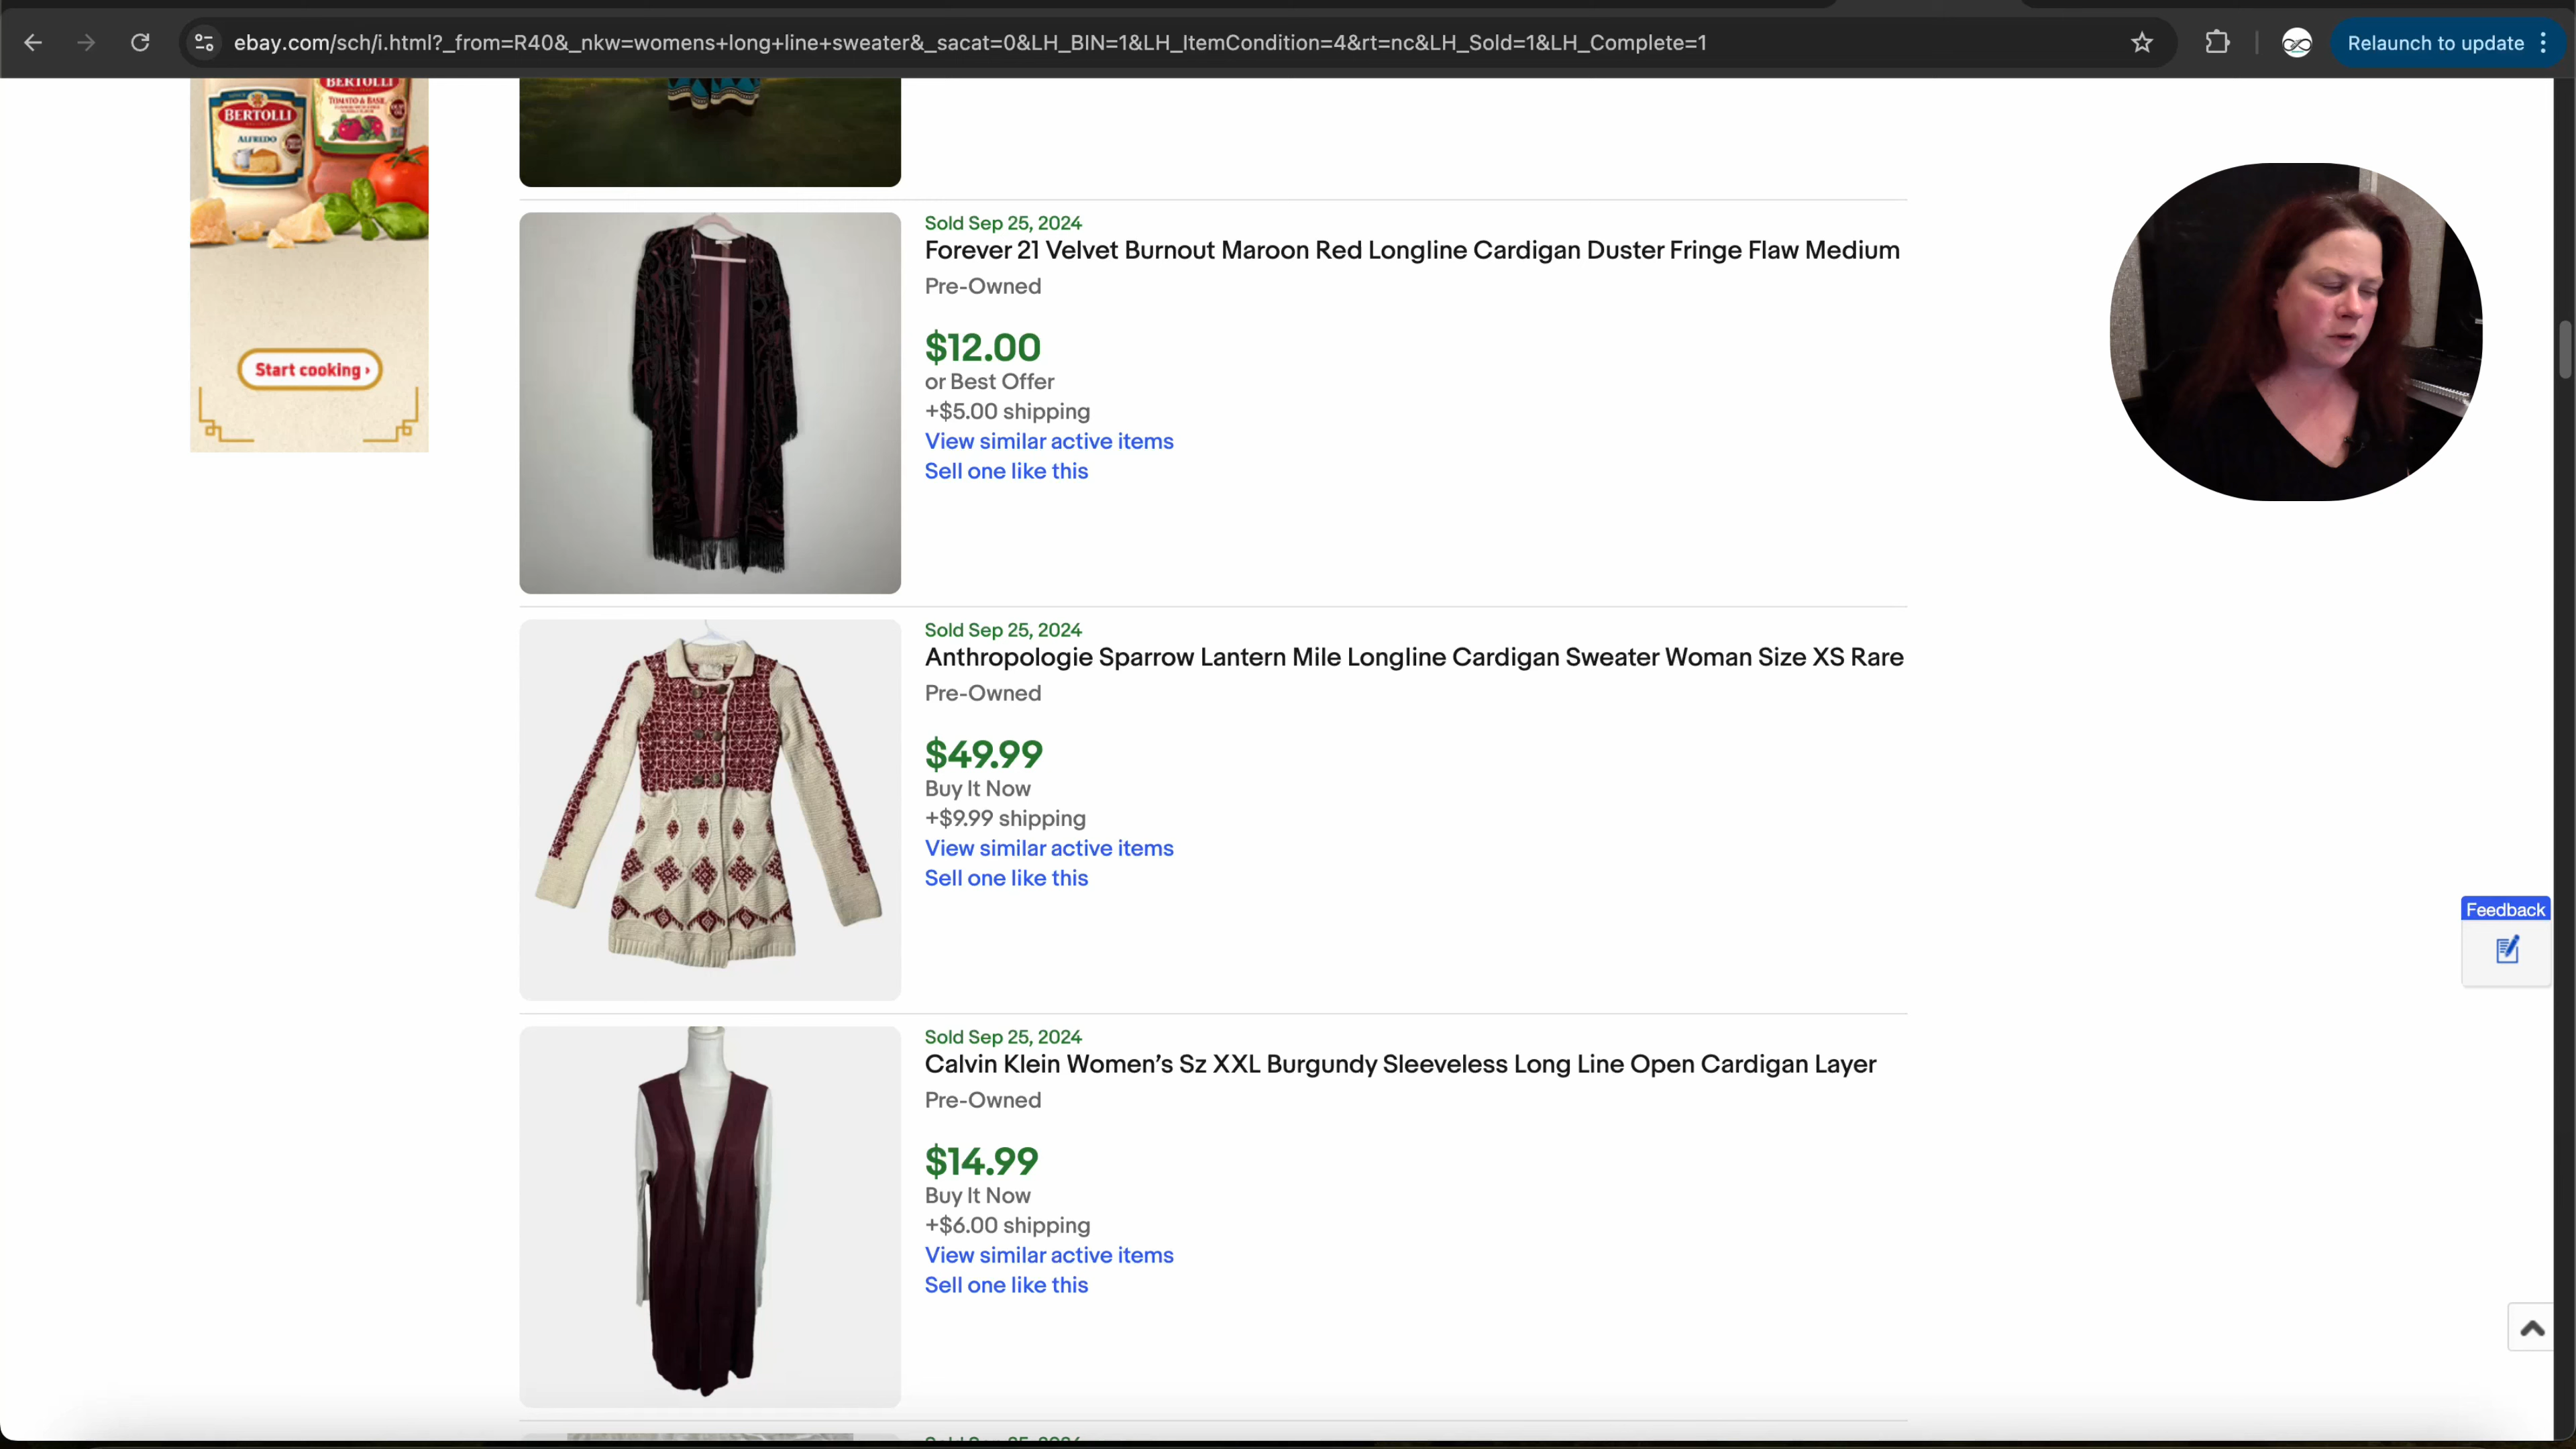 ebay.com/sch/i.html?_from=R40&_nkw=womens+long+line+sweater&_sacat=0&LH_BIN=1&LH_ItemCondition=4&rt=nc&LH_Sold=1&LH_Complete=1
Relaunch to update
BERTOLLI
BERTOLLI
TOMATO & BASIL
ALFREDO
Start cooking ›
Sold Sep 25, 2024
Forever 21 Velvet Burnout Maroon Red Longline Cardigan Duster Fringe Flaw Medium
Pre-Owned
$12.00
or Best Offer
+$5.00 shipping
View similar active items
Sell one like this
Sold Sep 25, 2024
Anthropologie Sparrow Lantern Mile Longline Cardigan Sweater Woman Size XS Rare
Pre-Owned
$49.99
Buy It Now
+$9.99 shipping
View similar active items
Sell one like this
Feedback
Sold Sep 25, 2024
Calvin Klein Women’s Sz XXL Burgundy Sleeveless Long Line Open Cardigan Layer
Pre-Owned
$14.99
Buy It Now
+$6.00 shipping
View similar active items
Sell one like this